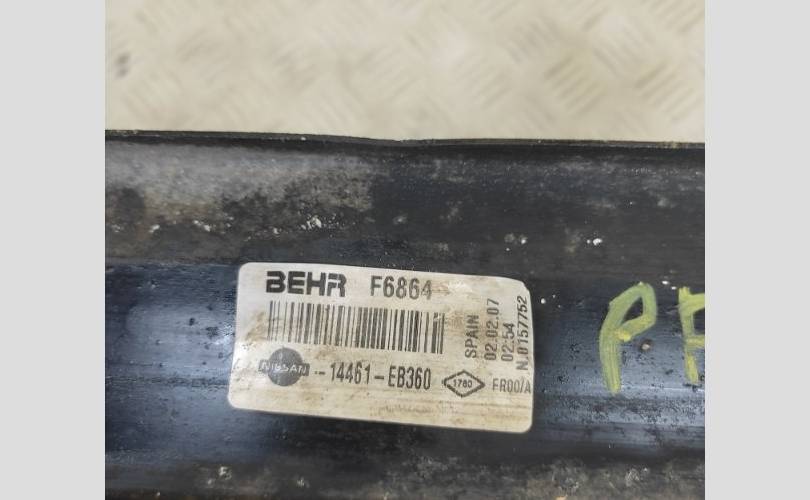 BEHR F6864
NISSAN
14461-EB360
1780
SPAIN
02.02.07
02:54
N.0157752
FR00/A